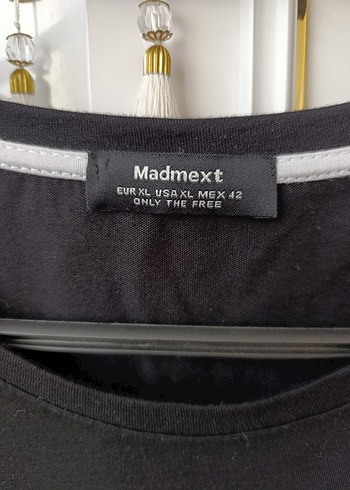 Madmext
EUR XL USA XL MEX 42
ONLY THE FREE